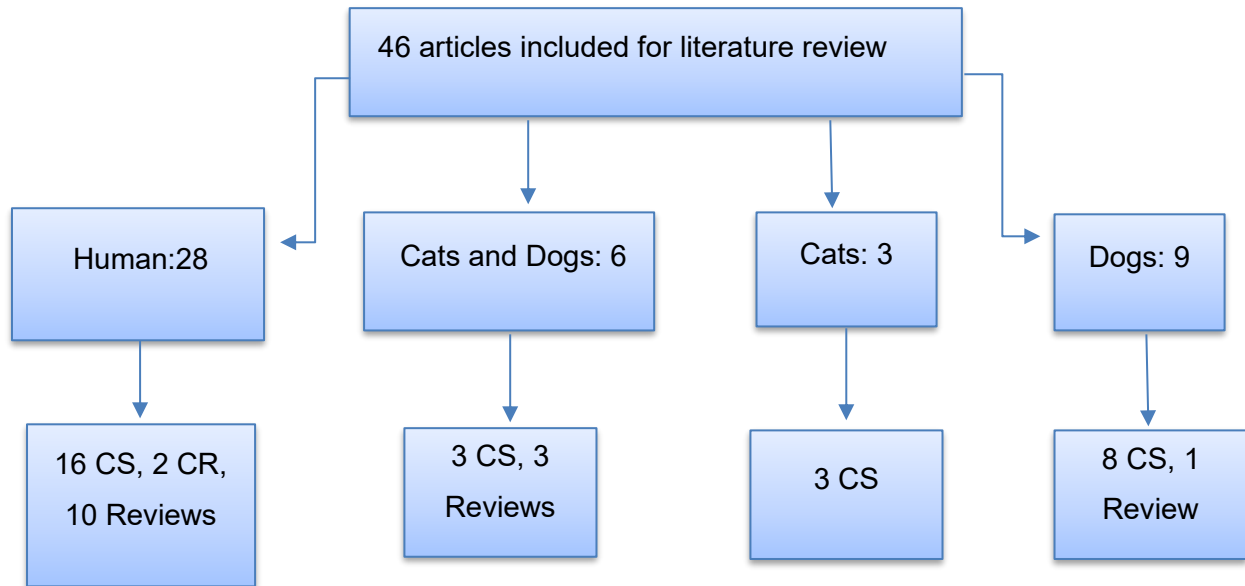 46 articles included for literature review
Human:28
Cats and Dogs: 6
Cats: 3
Dogs: 9
16 CS, 2 CR,
10 Reviews
3 CS, 3
Reviews
3 CS
8 CS, 1
Review